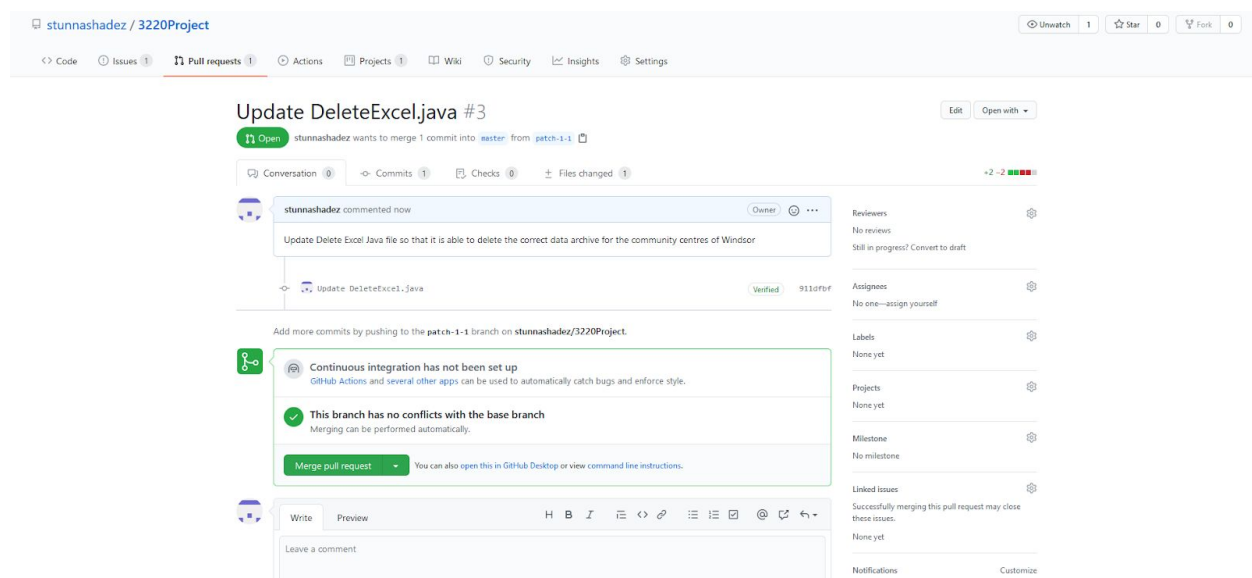 stunnashadez / 3220Project
Unwatch 1 Star 0 Fork 0
Code Issues 1 Pull requests 1 Actions Projects 1 Wiki Security Insights Settings
Update DeleteExcel.java #3
Edit Open with
Open stunnashadez wants to merge 1 commit into master from patch-1-1
Conversation 0 Commits 1 Checks 0 Files changed 1
+2 −2
stunnashadez commented now
Owner
Update Delete Excel Java file so that it is able to delete the correct data archive for the community centres of Windsor
Update DeleteExcel.java
Verified 911dfbf
Add more commits by pushing to the patch-1-1 branch on stunnashadez/3220Project.
Continuous integration has not been set up
GitHub Actions and several other apps can be used to automatically catch bugs and enforce style.
This branch has no conflicts with the base branch
Merging can be performed automatically.
Merge pull request
You can also open this in GitHub Desktop or view command line instructions.
Write Preview
H B I
Leave a comment
Reviewers
No reviews
Still in progress? Convert to draft
Assignees
No one—assign yourself
Labels
None yet
Projects
None yet
Milestone
No milestone
Linked issues
Successfully merging this pull request may close
these issues.
None yet
Notifications Customize